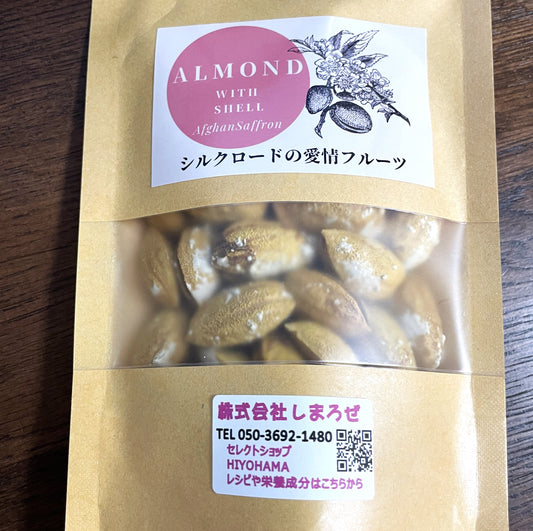 ALMOND
WITH
SHELL
AfghanSaffron
シルクロードの愛情フルーツ
株式会社しまろぜ
TEL 050-3692-1480
セレクトショップ
HIYOHAMA
レシピや栄養成分はこちらから